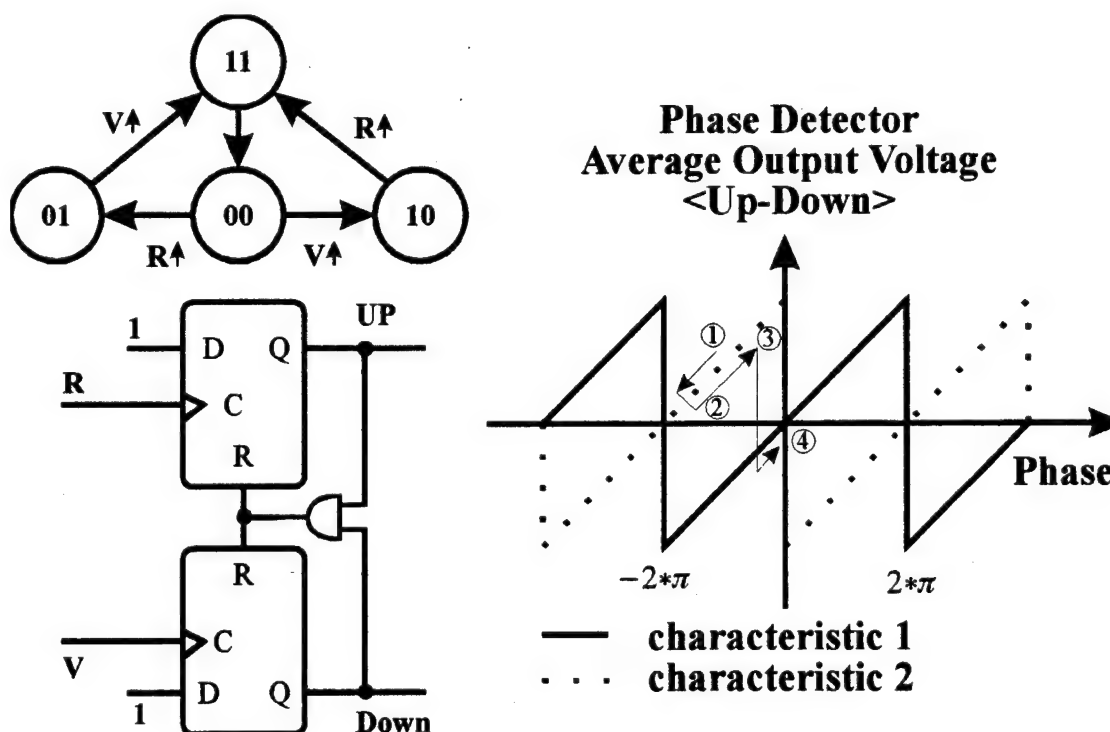 11
V↑
R↑
01
00
10
R↑
V↑
1
D
Q
UP
R
C
R
R
V
C
1
D
Q
Down
Phase Detector
Average Output Voltage
<Up-Down>
①
③
②
④
Phase
−2*π
2*π
characteristic 1
characteristic 2